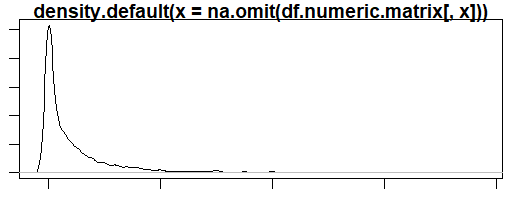 density.default(x = na.omit(df.numeric.matrix[, x]))